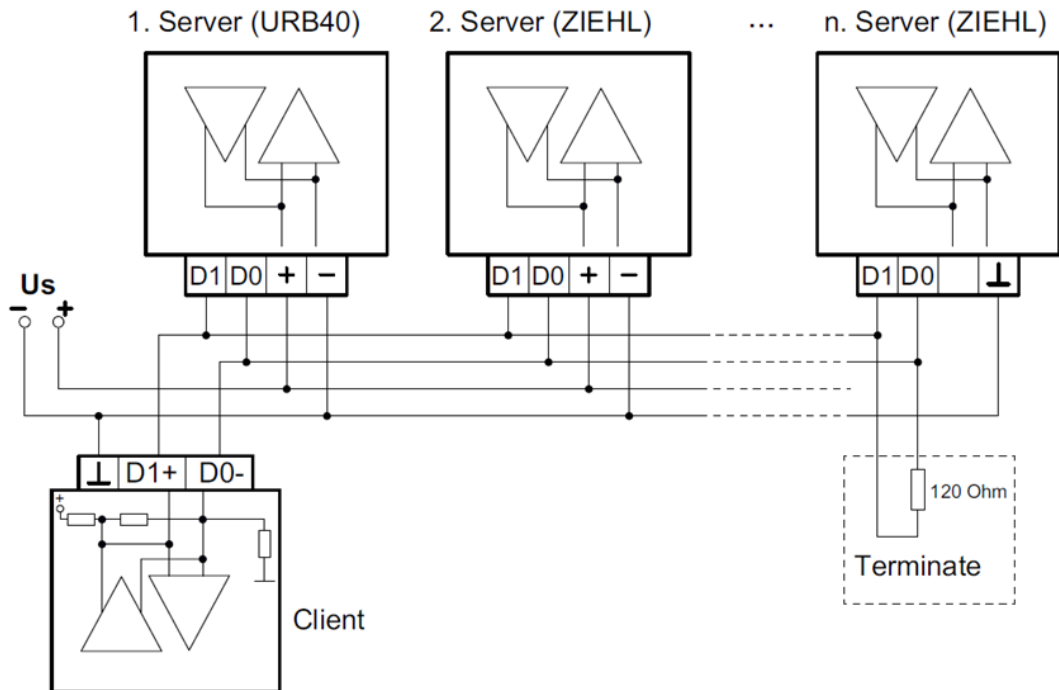 1. Server (URB40) 2. Server (ZIEHL) ... n. Server (ZIEHL)
D1 D0 + − D1 D0 + − D1 D0 ⊥
Us
− +
⊥ D1+ D0-
+
120 Ohm
Terminate
Client